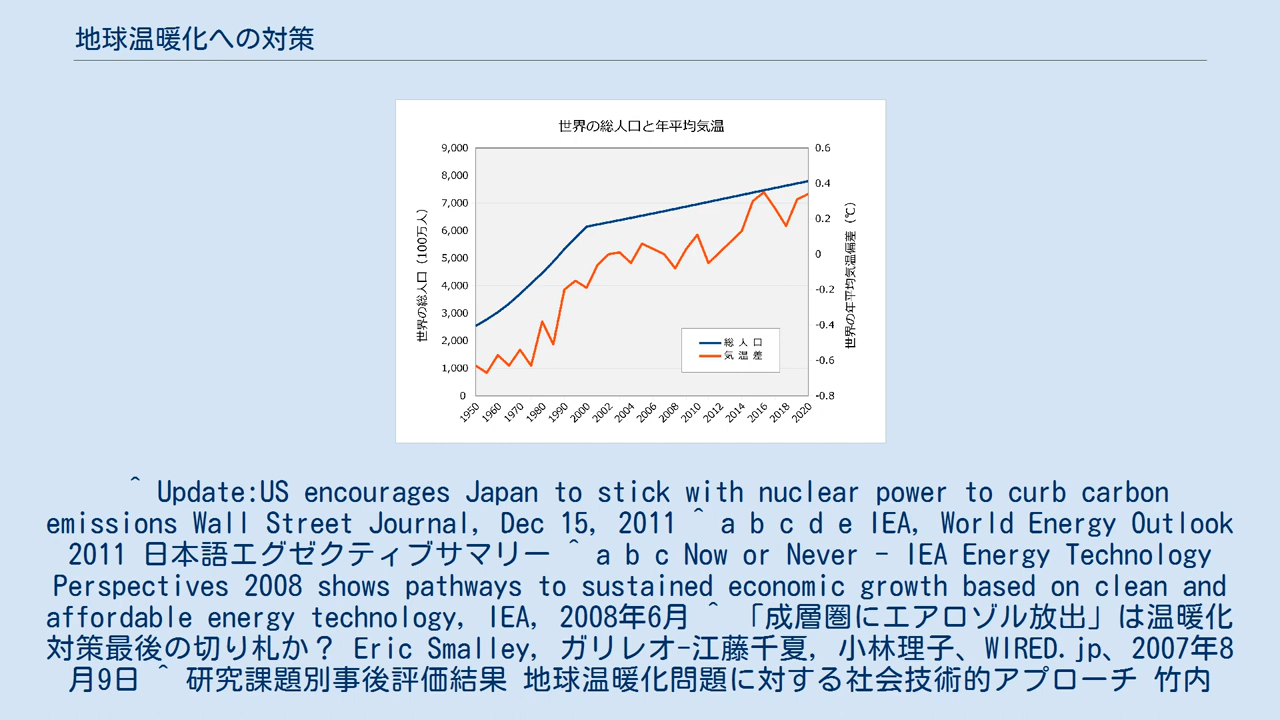 地球温暖化への対策
世界の総人口と年平均気温
9,000
8,000
7,000
6,000
5,000
4,000
3,000
2,000
1,000
0
世界の総人口（100万人）
0.6
0.4
0.2
0
-0.2
-0.4
-0.6
-0.8
世界の年平均気温偏差（℃）
総人口
気温差
1950 1960 1970 1980 1990 2000 2002 2004 2006 2008 2010 2012 2014 2016 2018 2020
^ Update:US encourages Japan to stick with nuclear power to curb carbon
emissions Wall Street Journal, Dec 15, 2011 ^ a b c d e IEA, World Energy Outlook
2011 日本語エグゼクティブサマリー ^ a b c Now or Never - IEA Energy Technology
Perspectives 2008 shows pathways to sustained economic growth based on clean and
affordable energy technology, IEA, 2008年6月 ^ 「成層圏にエアロゾル放出」は温暖化
対策最後の切り札か？ Eric Smalley, ガリレオ-江藤千夏, 小林理子、WIRED.jp、2007年8
月9日 ^ 研究課題別事後評価結果 地球温暖化問題に対する社会技術的アプローチ 竹内